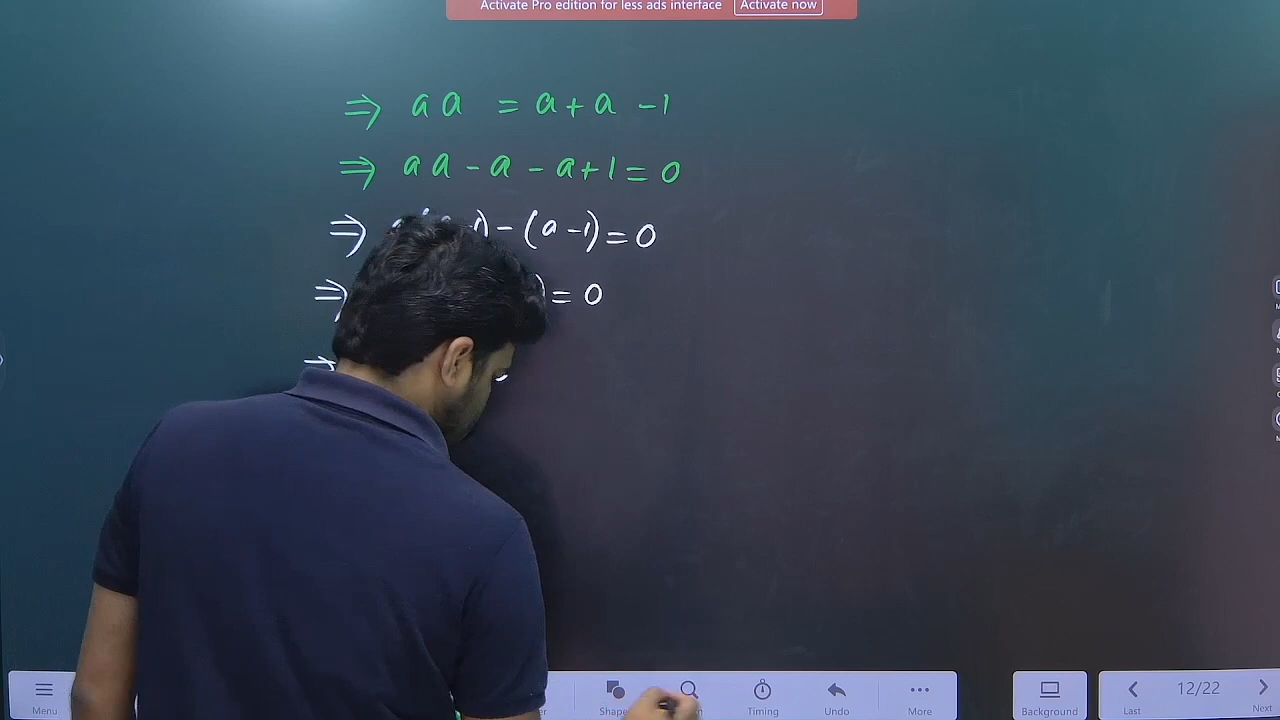 Activate Pro edition for less ads interface Activate now
⇒ a a = a + a - 1
⇒ a a - a - a + 1 = 0
⇒ ) - (a - 1) = 0
⇒ ) = 0
⇒
Menu Timing Undo More Background Last 12/22 Next